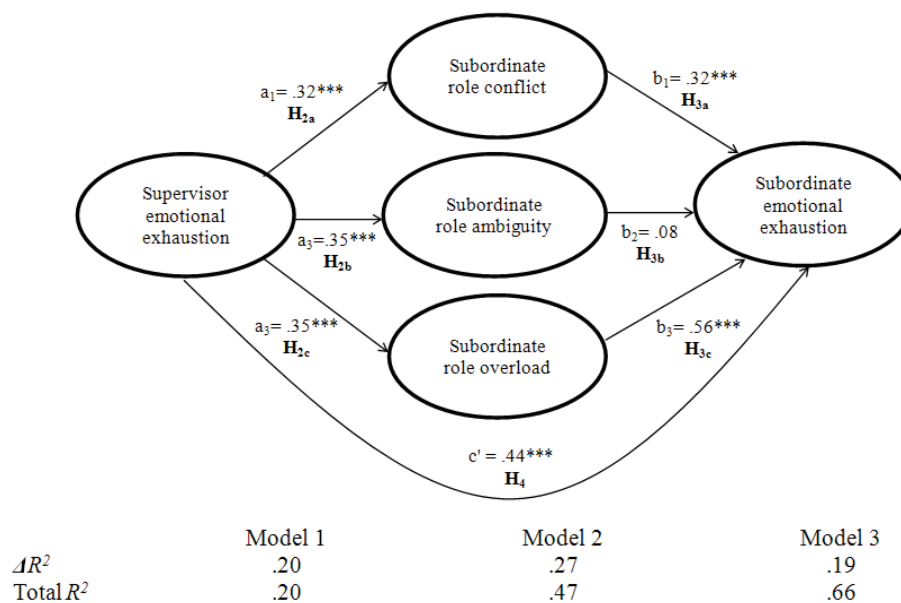 Subordinate
role conflict
a₁= .32***
H₂ₐ
b₁= .32***
H₃ₐ
Supervisor
emotional
exhaustion
Subordinate
role ambiguity
Subordinate
emotional
exhaustion
a₃=.35***
H₂b
b₂= .08
H₃b
a₃= .35***
H₂c
Subordinate
role overload
b₃= .56***
H₃c
c' = .44***
H₄
Model 1 Model 2 Model 3
ΔR² .20 .27 .19
Total R² .20 .47 .66